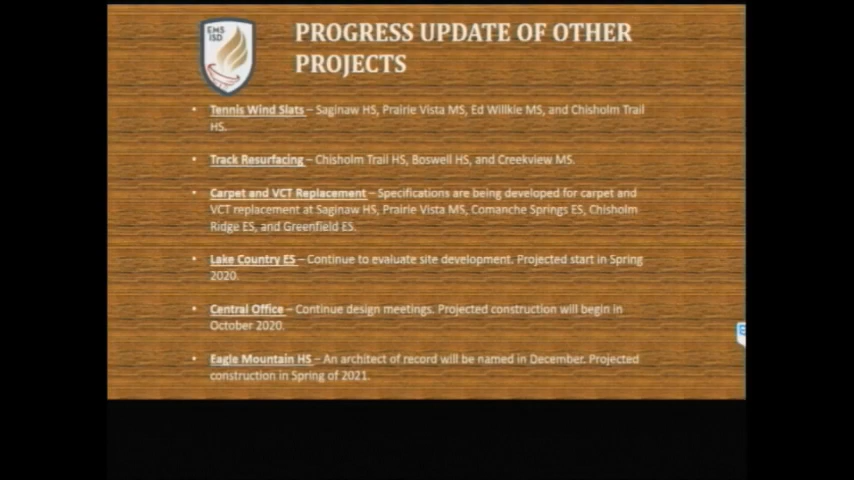 EMS
ISD
PROGRESS UPDATE OF OTHER
PROJECTS
• Tennis Wind Slats – Saginaw HS, Prairie Vista MS, Ed Willkie MS, and Chisholm Trail
HS.
• Track Resurfacing – Chisholm Trail HS, Boswell HS, and Creekview MS.
• Carpet and VCT Replacement – Specifications are being developed for carpet and
VCT replacement at Saginaw HS, Prairie Vista MS, Comanche Springs ES, Chisholm
Ridge ES, and Greenfield ES.
• Lake Country ES – Continue to evaluate site development. Projected start in Spring
2020.
• Central Office – Continue design meetings. Projected construction will begin in
October 2020.
• Eagle Mountain HS – An architect of record will be named in December. Projected
construction in Spring of 2021.